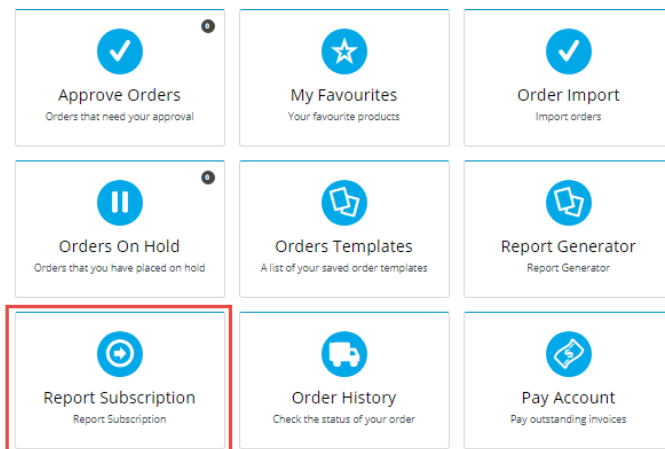 0
Approve Orders
Orders that need your approval
My Favourites
Your favourite products
Order Import
Import orders
0
Orders On Hold
Orders that you have placed on hold
Orders Templates
A list of your saved order templates
Report Generator
Report Generator
Report Subscription
Report Subscription
Order History
Check the status of your order
$
Pay Account
Pay outstanding invoices